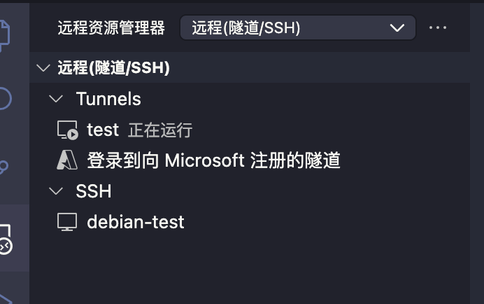 远程资源管理器 远程(隧道/SSH)
远程(隧道/SSH)
Tunnels
test 正在运行
登录到向 Microsoft 注册的隧道
SSH
debian-test